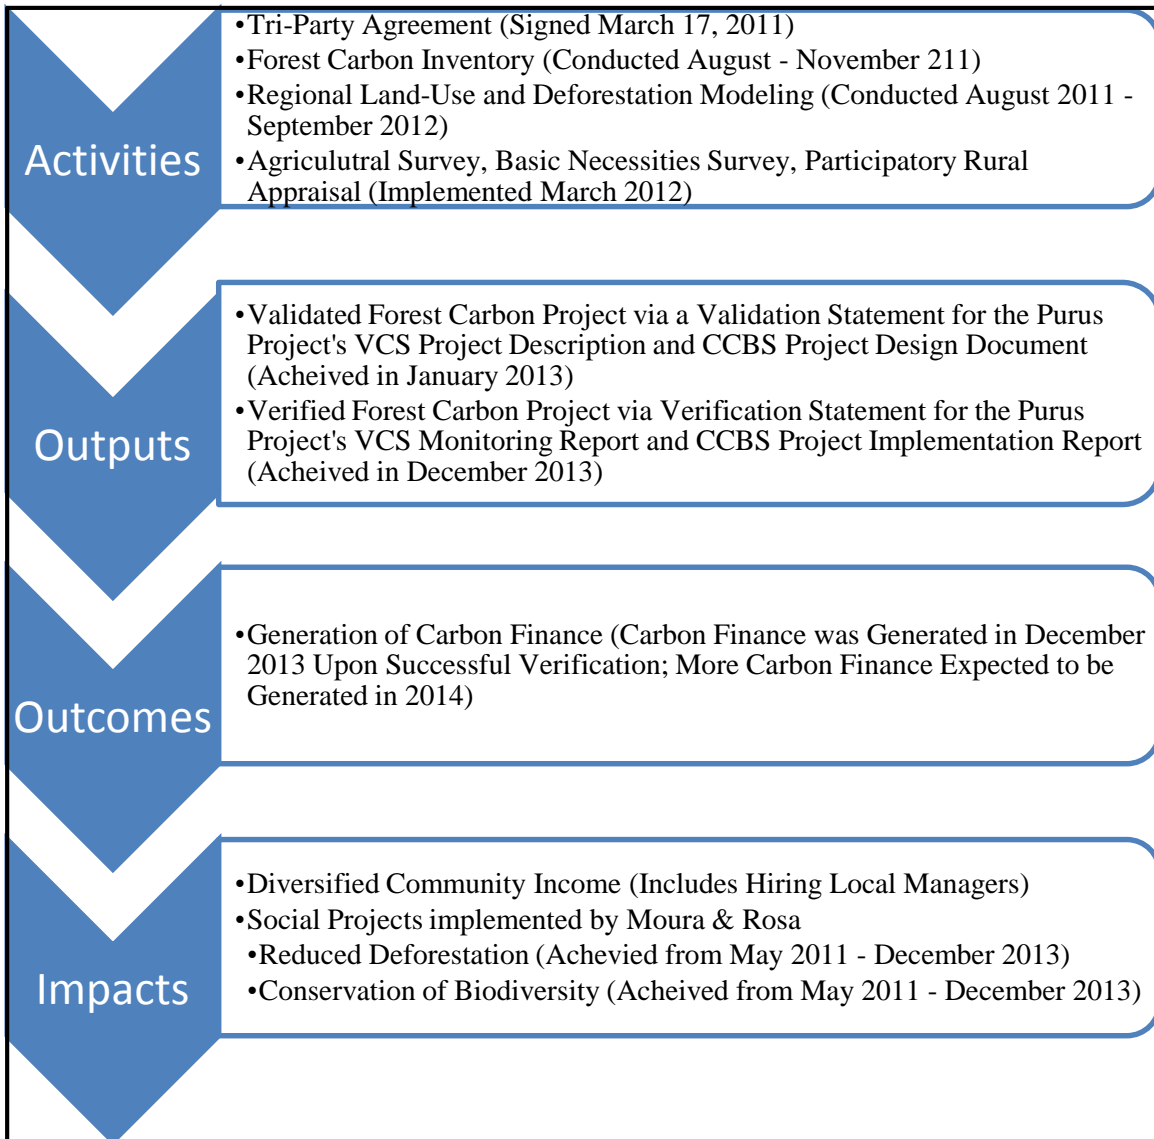 Activities
•Tri-Party Agreement (Signed March 17, 2011)
•Forest Carbon Inventory (Conducted August - November 211)
•Regional Land-Use and Deforestation Modeling (Conducted August 2011 -
September 2012)
•Agriculutral Survey, Basic Necessities Survey, Participatory Rural
Appraisal (Implemented March 2012)
Outputs
•Validated Forest Carbon Project via a Validation Statement for the Purus
Project's VCS Project Description and CCBS Project Design Document
(Acheived in January 2013)
•Verified Forest Carbon Project via Verification Statement for the Purus
Project's VCS Monitoring Report and CCBS Project Implementation Report
(Acheived in December 2013)
Outcomes
•Generation of Carbon Finance (Carbon Finance was Generated in December
2013 Upon Successful Verification; More Carbon Finance Expected to be
Generated in 2014)
Impacts
•Diversified Community Income (Includes Hiring Local Managers)
•Social Projects implemented by Moura & Rosa
•Reduced Deforestation (Achevied from May 2011 - December 2013)
•Conservation of Biodiversity (Acheived from May 2011 - December 2013)